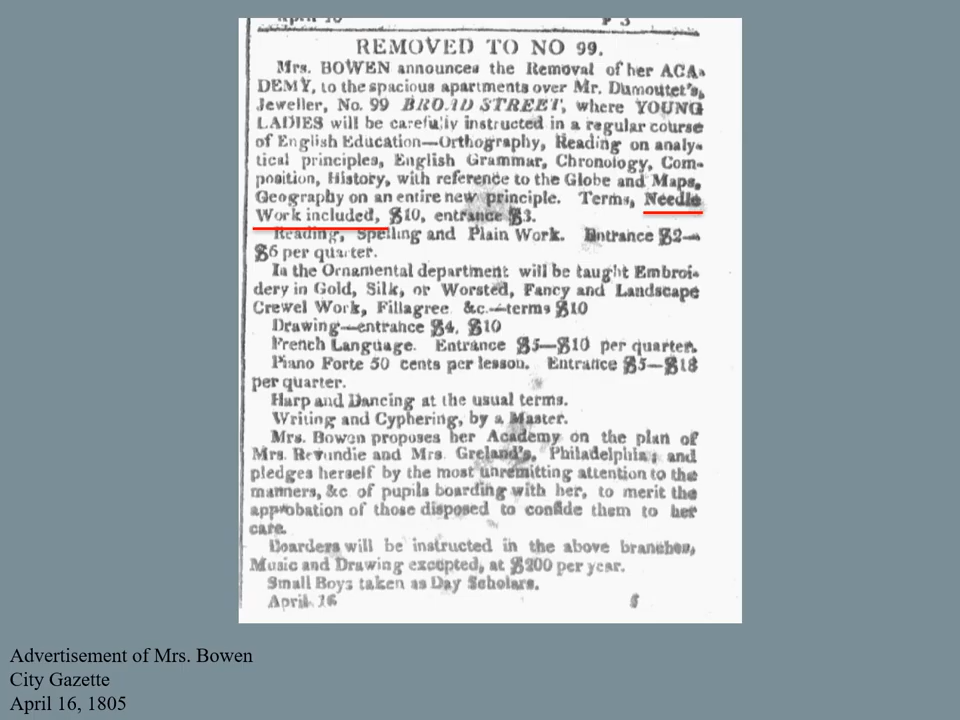 REMOVED TO NO 99.
Mrs. BOWEN announces the Removal of her ACA-
DEMY, to the spacious apartments over Mr. Dumoutet's,
Jeweller, No. 99 BROAD STREET, where YOUNG
LADIES will be carefully instructed in a regular course
of English Education—Orthography, Reading on analy-
tical principles, English Grammar, Chronology, Com-
position, History, with reference to the Globe and Maps,
Geography on an entire new principle. Terms, Needle
Work included, $10, entrance $3.
Reading, Spelling and Plain Work. Entrance $2—
$6 per quarter.
In the Ornamental department will be taught Embroi-
dery in Gold, Silk, or Worsted, Fancy and Landscape
Crewel Work, Fillagree &c.—terms $10
Drawing—entrance $4, $10
French Language. Entrance $5—$10 per quarter.
Piano Forte 50 cents per lesson. Entrance $5—$18
per quarter.
Harp and Dancing at the usual terms.
Writing and Cyphering, by a Master.
Mrs. Bowen proposes her Academy on the plan of
Mrs. and Mrs. Greland's, Philadelphia; and
pledges herself by the most unremitting attention to the
manners, &c of pupils boarding with her, to merit the
approbation of those disposed to confide them to her
care.
Boarders will be instructed in the above branches,
Music and Drawing excepted, at $200 per year.
Small Boys taken as Day Scholars.
April 16
Advertisement of Mrs. Bowen
City Gazette
April 16, 1805